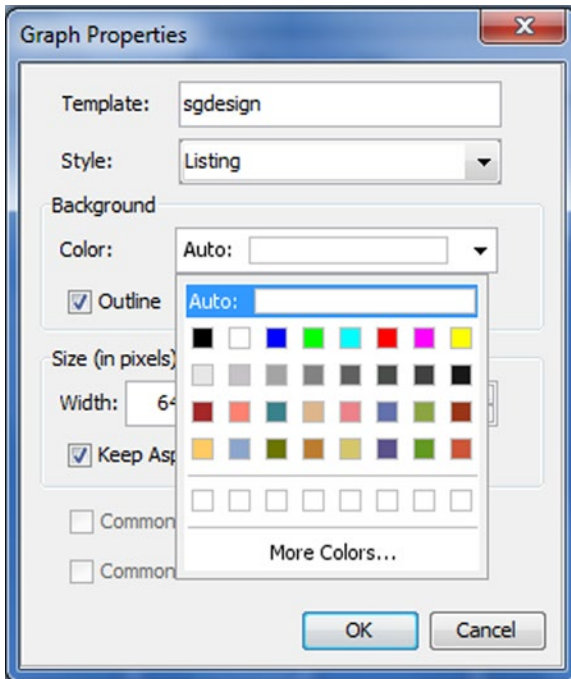 Graph Properties
Template: sgdesign
Style: Listing
Background
Color: Auto:
Outline
Auto:
Size (in pixels)
Width:
Keep
Common
Common
More Colors...
OK Cancel